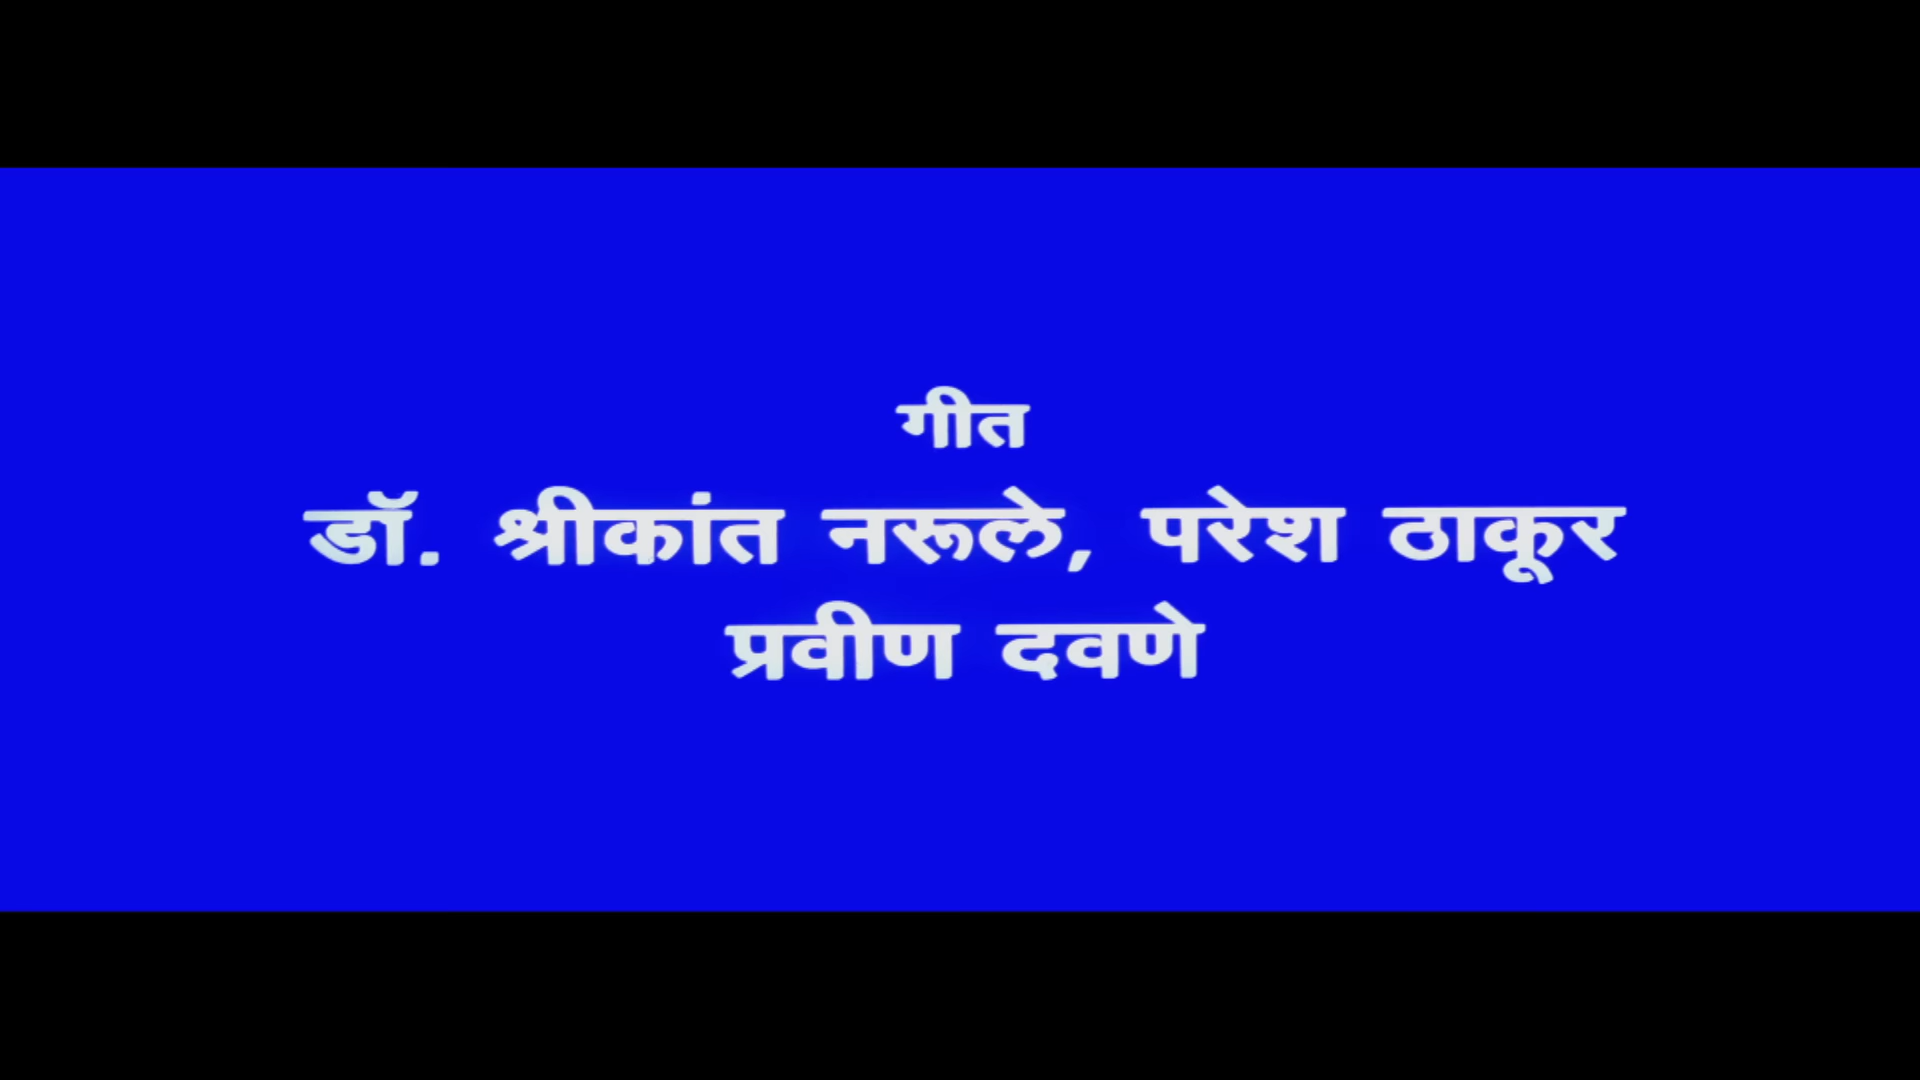 गीत
डॉ. श्रीकांत नरूले, परेश ठाकूर
प्रवीण दवणे